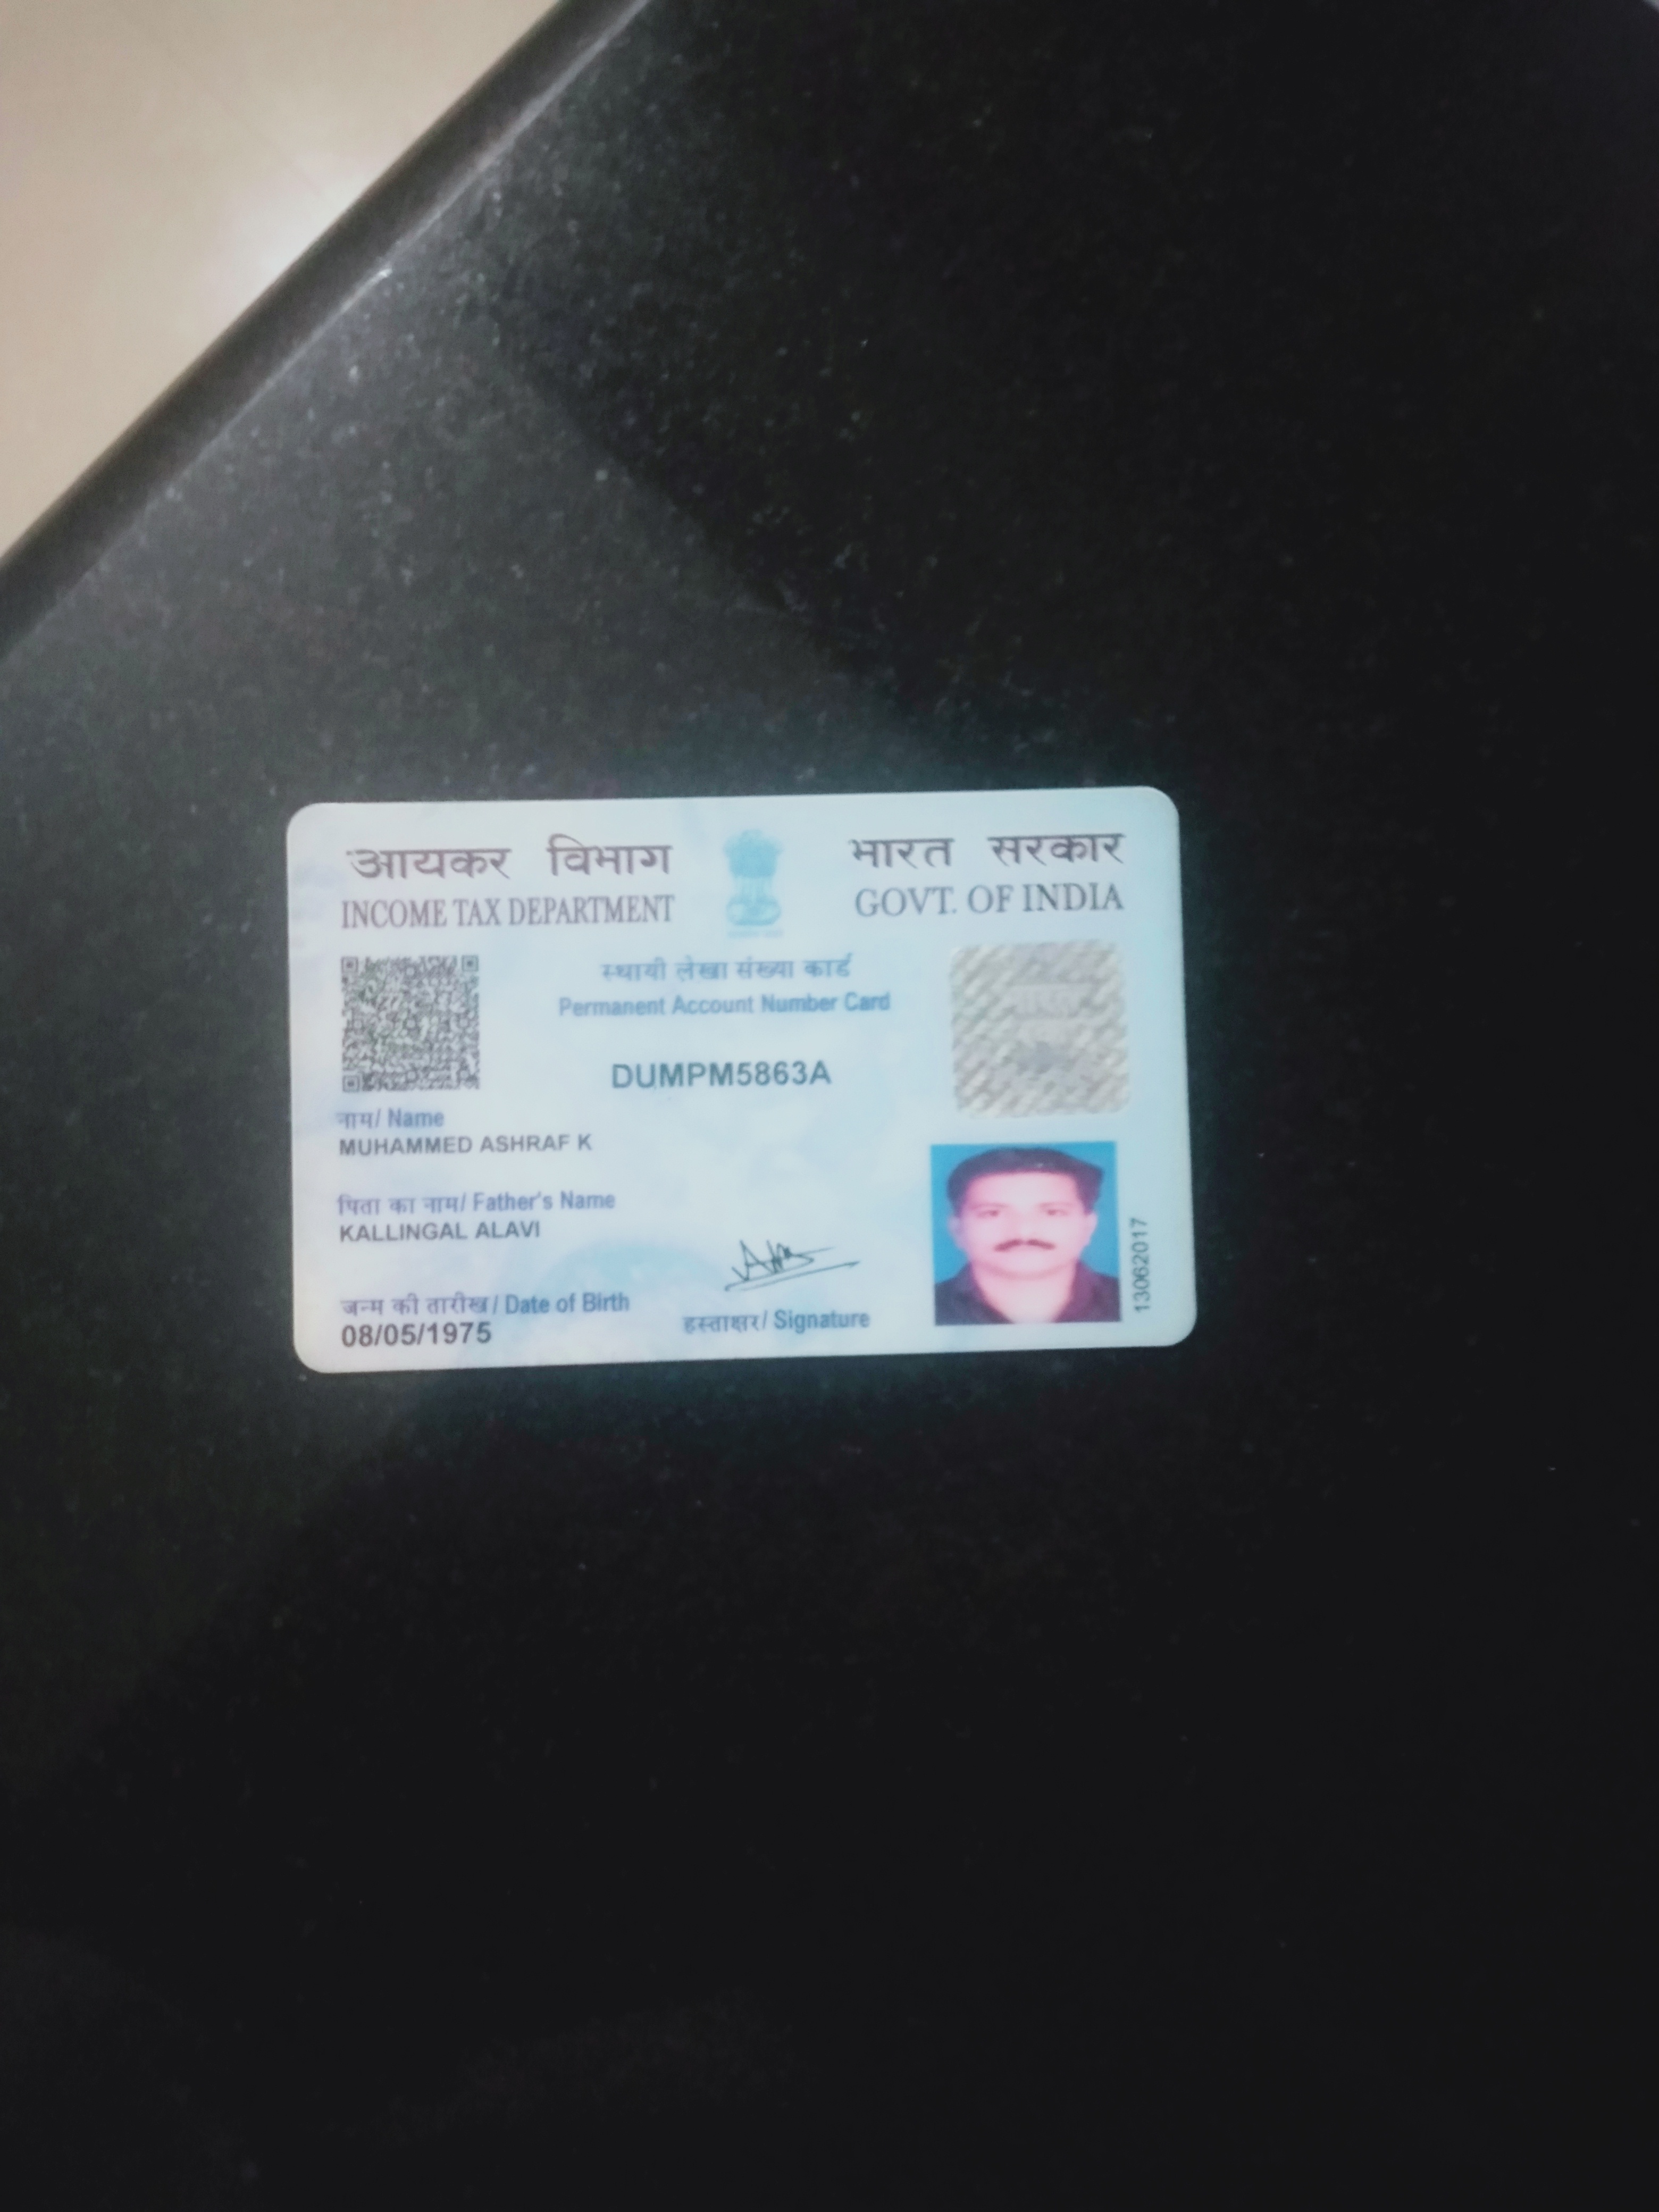 आयकर विभाग
INCOME TAX DEPARTMENT
भारत सरकार
GOVT. OF INDIA
स्थायी लेखा संख्या कार्ड
Permanent Account Number Card
DUMPM5863A
नाम/ Name
MUHAMMED ASHRAF K
पिता का नाम/ Father's Name
KALLINGAL ALAVI
जन्म की तारीख/ Date of Birth
08/05/1975
हस्ताक्षर/ Signature
13062017